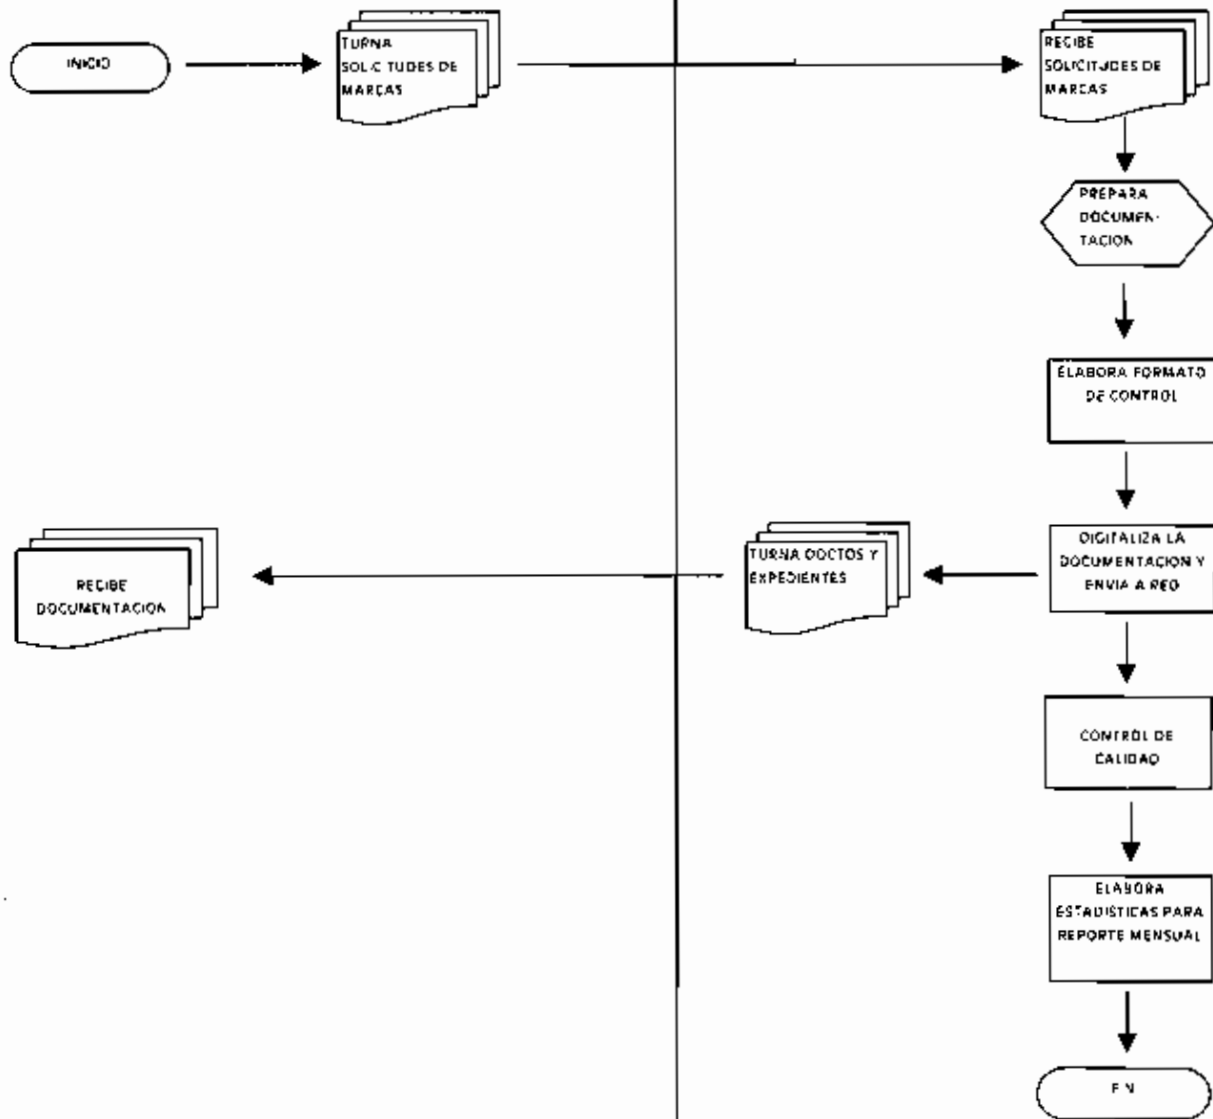 INICIO
TURNA
SOLICITUDES DE
MARCAS
RECIBE
SOLICITUDES DE
MARCAS
PREPARA
DOCUMEN-
TACION
ELABORA FORMATO
DE CONTROL
DIGITALIZA LA
DOCUMENTACION Y
ENVIA A RED
TURNA DOCTOS Y
EXPEDIENTES
RECIBE
DOCUMENTACION
CONTROL DE
CALIDAD
ELABORA
ESTADISTICAS PARA
REPORTE MENSUAL
FIN